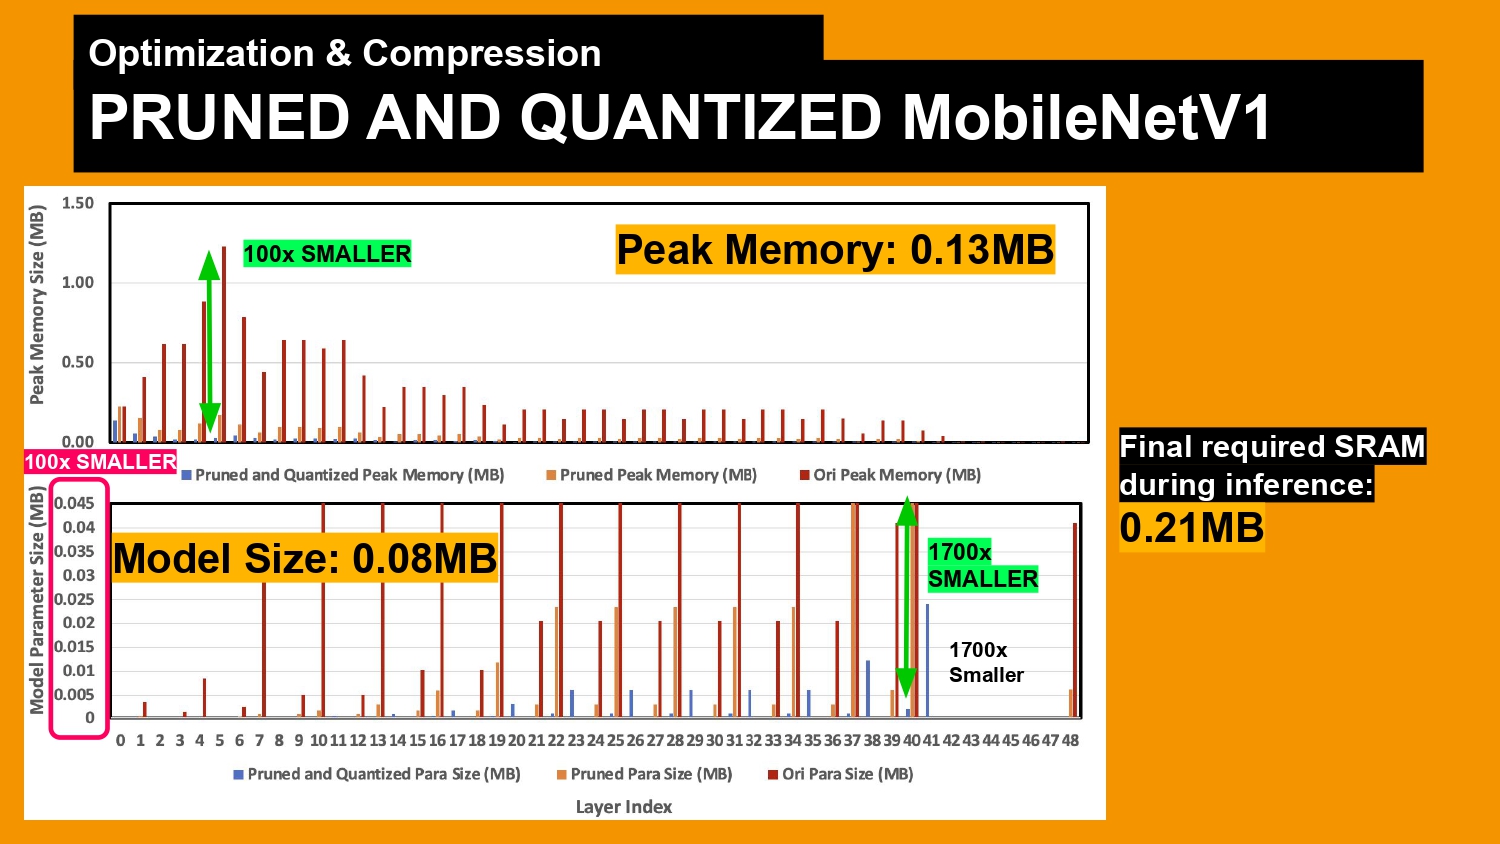 Optimization & Compression
PRUNED AND QUANTIZED MobileNetV1
Peak Memory Size (MB)
1.50
1.00
0.50
0.00
100x SMALLER
Peak Memory: 0.13MB
Pruned and Quantized Peak Memory (MB) Pruned Peak Memory (MB) Ori Peak Memory (MB)
100x SMALLER
Model Parameter Size (MB)
0.045
0.04
0.035
0.03
0.025
0.02
0.015
0.01
0.005
0
Model Size: 0.08MB
1700x
SMALLER
1700x
Smaller
0 1 2 3 4 5 6 7 8 9 10 11 12 13 14 15 16 17 18 19 20 21 22 23 24 25 26 27 28 29 30 31 32 33 34 35 36 37 38 39 40 41 42 43 44 45 46 47 48
Pruned and Quantized Para Size (MB) Pruned Para Size (MB) Ori Para Size (MB)
Layer Index
Final required SRAM
during inference:
0.21MB